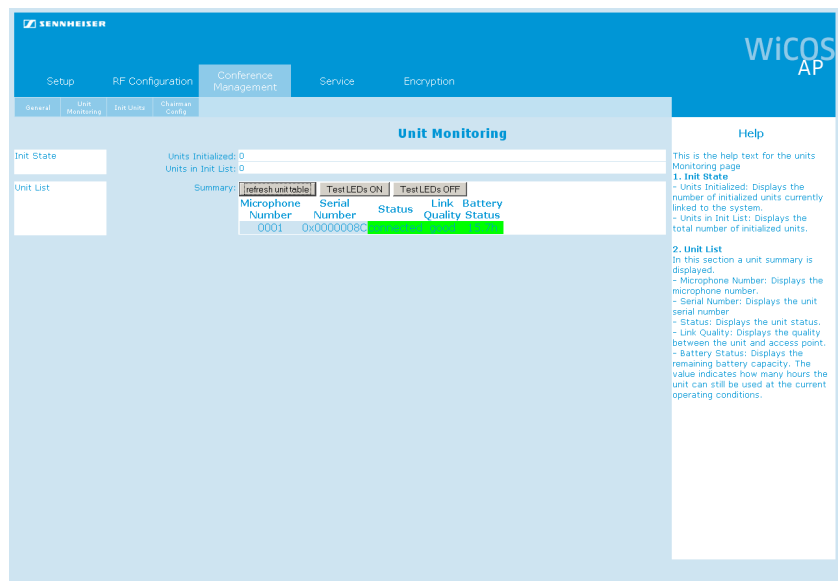 SENNHEISER
WiCOS
AP
Setup
RF Configuration
Conference
Management
Service
Encryption
General
Unit
Monitoring
Init Units
Chairman
Config
Unit Monitoring
Init State
Units Initialized: 0
Units in Init List: 0
Unit List
Summary: refresh unit table Test LEDs ON Test LEDs OFF
Microphone Number Serial Number Status Link Quality Battery Status
0001 0x0000008C connected good 15.7h
Help
This is the help text for the units
Monitoring page
1. Init State
- Units Initialized: Displays the
number of initialized units currently
linked to the system.
- Units in Init List: Displays the
total number of initialized units.
2. Unit List
In this section a unit summary is
displayed.
- Microphone Number: Displays the
microphone number.
- Serial Number: Displays the unit
serial number
- Status: Displays the unit status.
- Link Quality: Displays the quality
between the unit and access point.
- Battery Status: Displays the
remaining battery capacity. The
value indicates how many hours the
unit can still be used at the current
operating conditions.